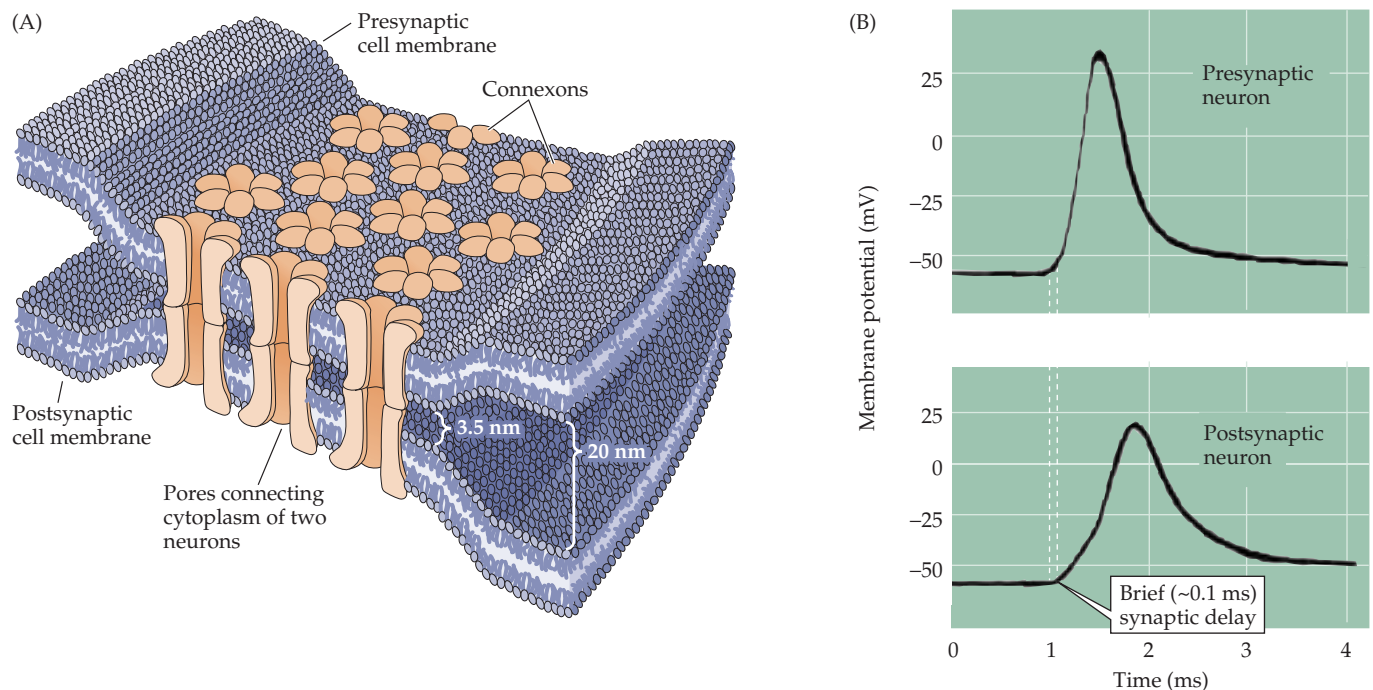 (A)
Presynaptic
cell membrane
Connexons
Postsynaptic
cell membrane
Pores connecting
cytoplasm of two
neurons
3.5 nm
20 nm
(B)
Membrane potential (mV)
25
0
−25
−50
Presynaptic
neuron
25
0
−25
−50
Postsynaptic
neuron
Brief (~0.1 ms)
synaptic delay
0 1 2 3 4
Time (ms)